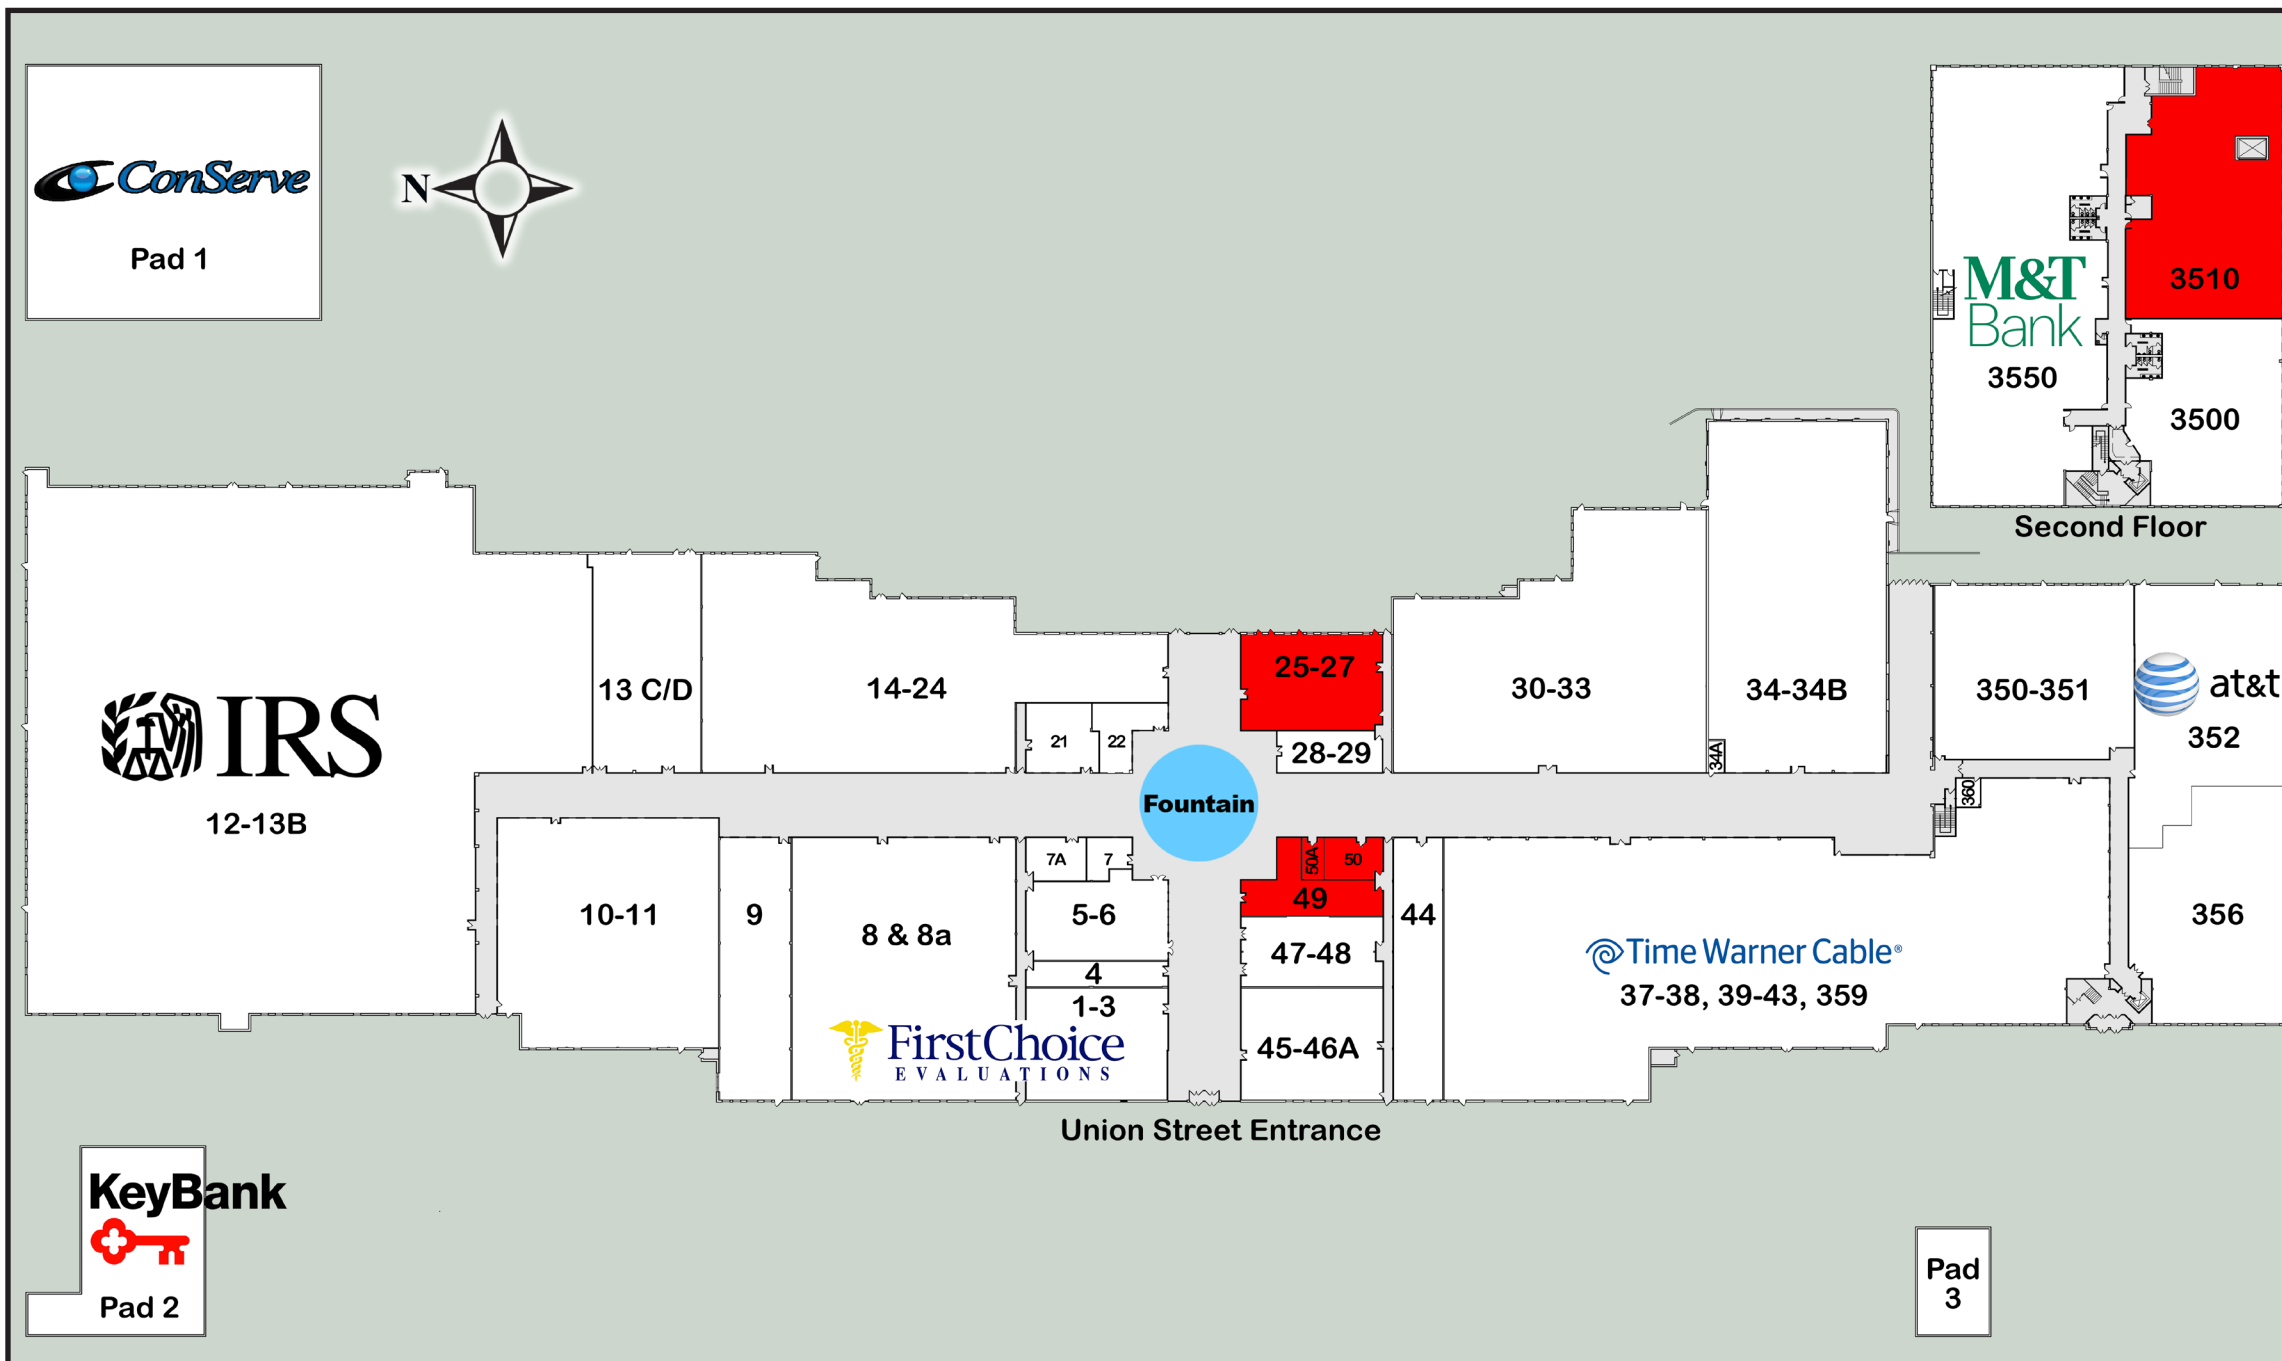 ConServe
Pad 1
N
M&T
Bank
3550
3510
3500
Second Floor
IRS
12-13B
13 C/D
14-24
21
22
25-27
28-29
30-33
34-34B
34A
350-351
at&t
352
Fountain
360
10-11
9
8 & 8a
7A
7
5-6
4
1-3
FirstChoice
EVALUATIONS
50A
50
49
47-48
45-46A
44
Time Warner Cable®
37-38, 39-43, 359
356
Union Street Entrance
KeyBank
Pad 2
Pad
3